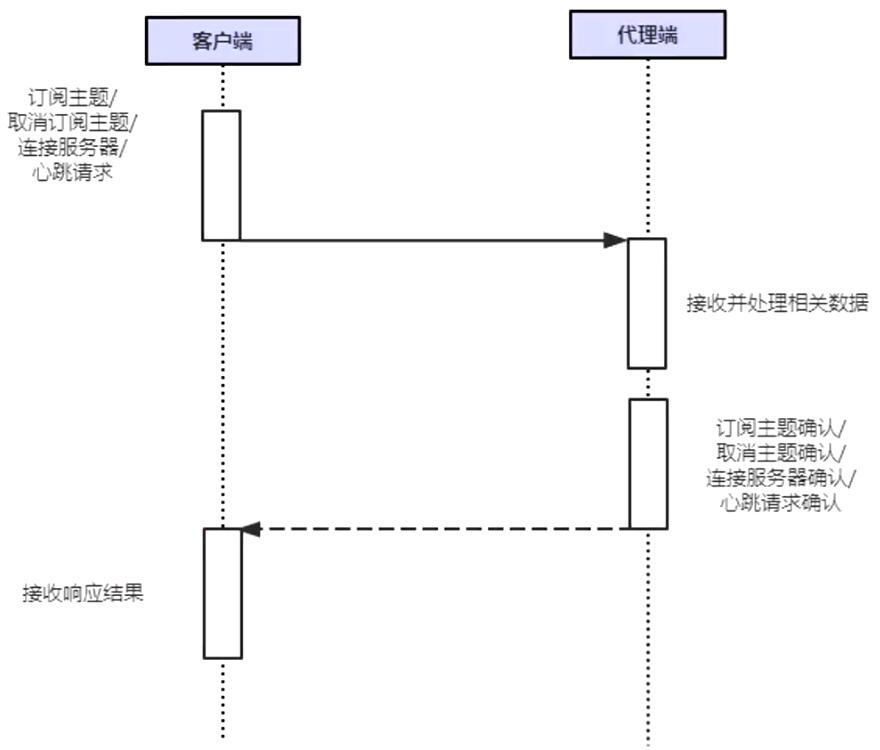 客户端
代理端
订阅主题/
取消订阅主题/
连接服务器/
心跳请求
接收并处理相关数据
订阅主题确认/
取消主题确认/
连接服务器确认/
心跳请求确认
接收响应结果